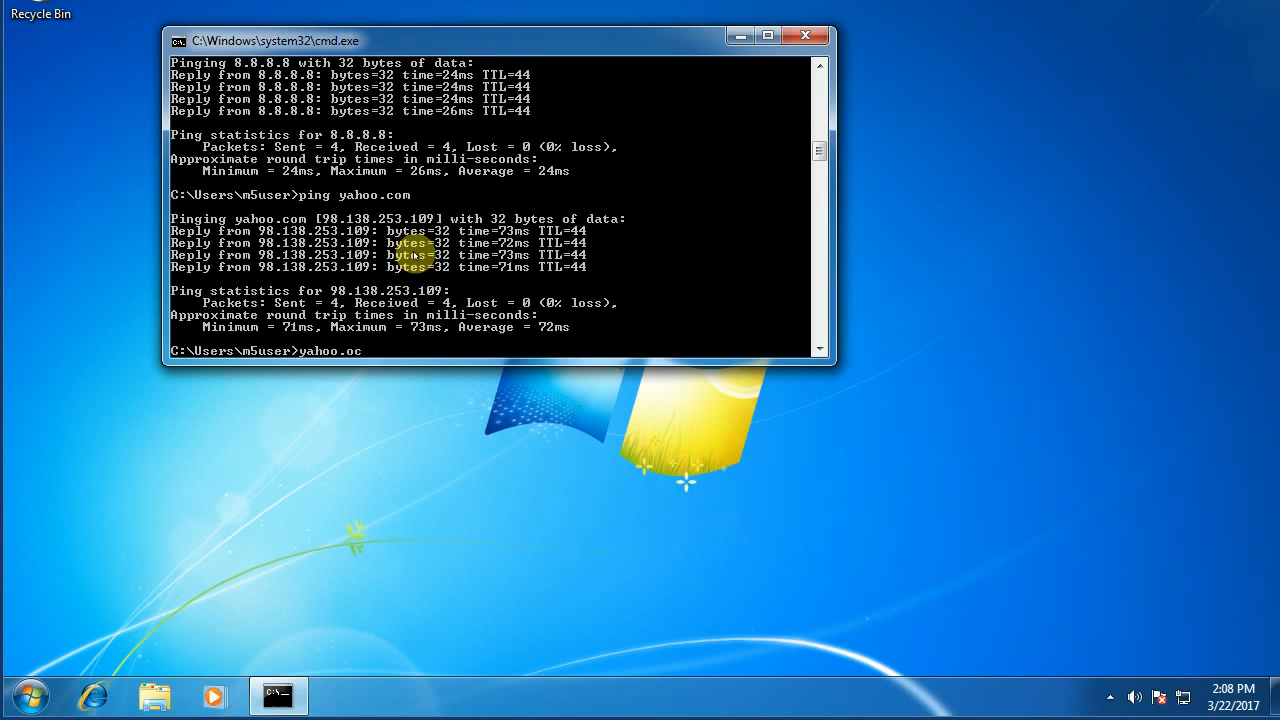 Recycle Bin
C:\Windows\system32\cmd.exe
Pinging 8.8.8.8 with 32 bytes of data:
Reply from 8.8.8.8: bytes=32 time=24ms TTL=44
Reply from 8.8.8.8: bytes=32 time=24ms TTL=44
Reply from 8.8.8.8: bytes=32 time=24ms TTL=44
Reply from 8.8.8.8: bytes=32 time=26ms TTL=44
Ping statistics for 8.8.8.8:
Packets: Sent = 4, Received = 4, Lost = 0 (0% loss),
Approximate round trip times in milli-seconds:
Minimum = 24ms, Maximum = 26ms, Average = 24ms
C:\Users\m5user>ping yahoo.com
Pinging yahoo.com [98.138.253.109] with 32 bytes of data:
Reply from 98.138.253.109: bytes=32 time=73ms TTL=44
Reply from 98.138.253.109: bytes=32 time=72ms TTL=44
Reply from 98.138.253.109: bytes=32 time=73ms TTL=44
Reply from 98.138.253.109: bytes=32 time=71ms TTL=44
Ping statistics for 98.138.253.109:
Packets: Sent = 4, Received = 4, Lost = 0 (0% loss),
Approximate round trip times in milli-seconds:
Minimum = 71ms, Maximum = 73ms, Average = 72ms
C:\Users\m5user>yahoo.oc
2:08 PM
3/22/2017